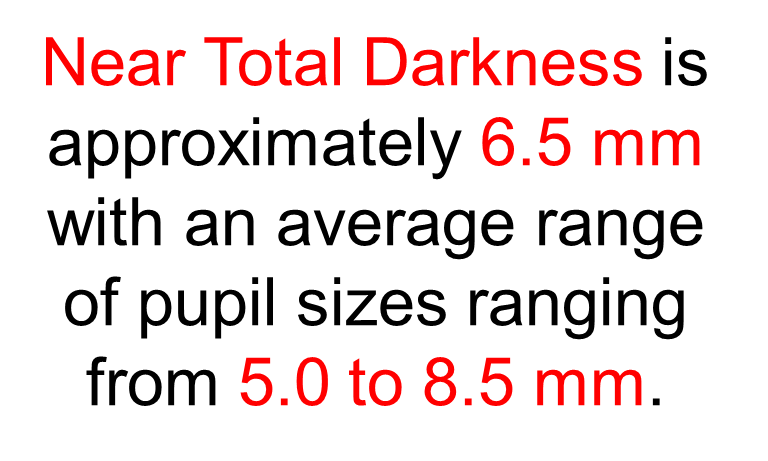 Near Total Darkness is
approximately 6.5 mm
with an average range
of pupil sizes ranging
from 5.0 to 8.5 mm.